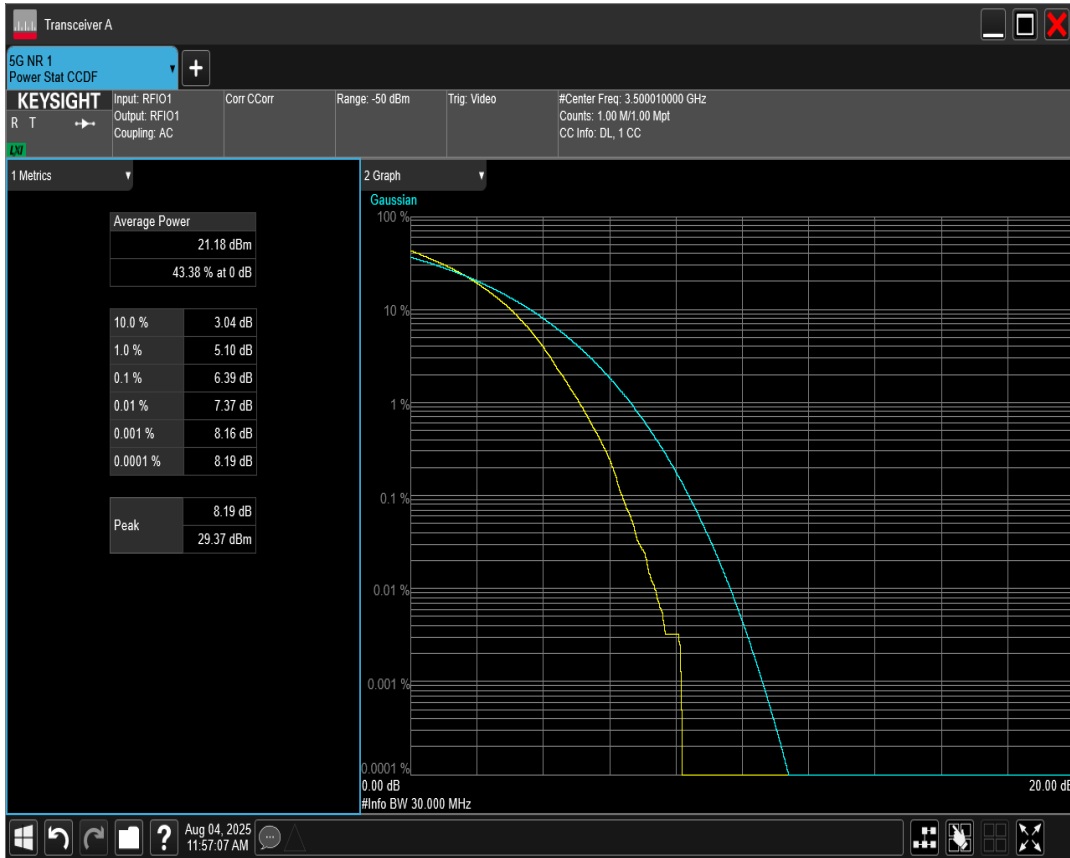 Transceiver A
5G NR 1
Power Stat CCDF
KEYSIGHT
R T
LXI
Input: RFIO1
Output: RFIO1
Coupling: AC
Corr CCorr
Range: -50 dBm
Trig: Video
#Center Freq: 3.500010000 GHz
Counts: 1.00 M/1.00 Mpt
CC Info: DL, 1 CC
1 Metrics
Average Power
21.18 dBm
43.38 % at 0 dB
10.0 % 3.04 dB
1.0 % 5.10 dB
0.1 % 6.39 dB
0.01 % 7.37 dB
0.001 % 8.16 dB
0.0001 % 8.19 dB
Peak 8.19 dB
29.37 dBm
2 Graph
Gaussian
100 %
10 %
1 %
0.1 %
0.01 %
0.001 %
0.0001 %
0.00 dB 20.00 dB
#Info BW 30.000 MHz
? Aug 04, 2025
11:57:07 AM